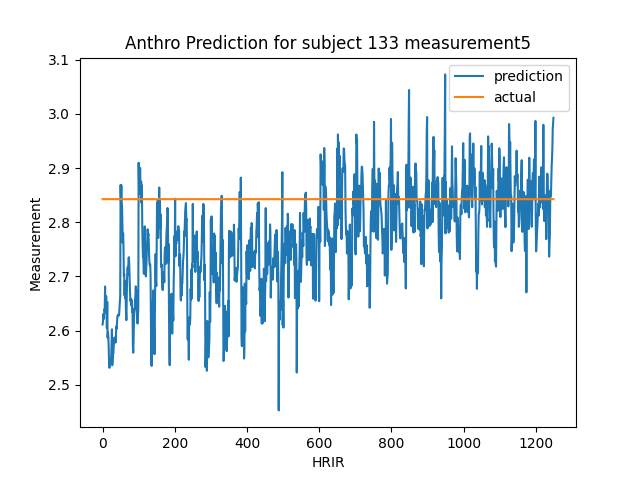 Anthro Prediction for subject 133 measurement5
prediction
actual
3.1
3.0
2.9
2.8
2.7
2.6
2.5
Measurement
0 200 400 600 800 1000 1200
HRIR